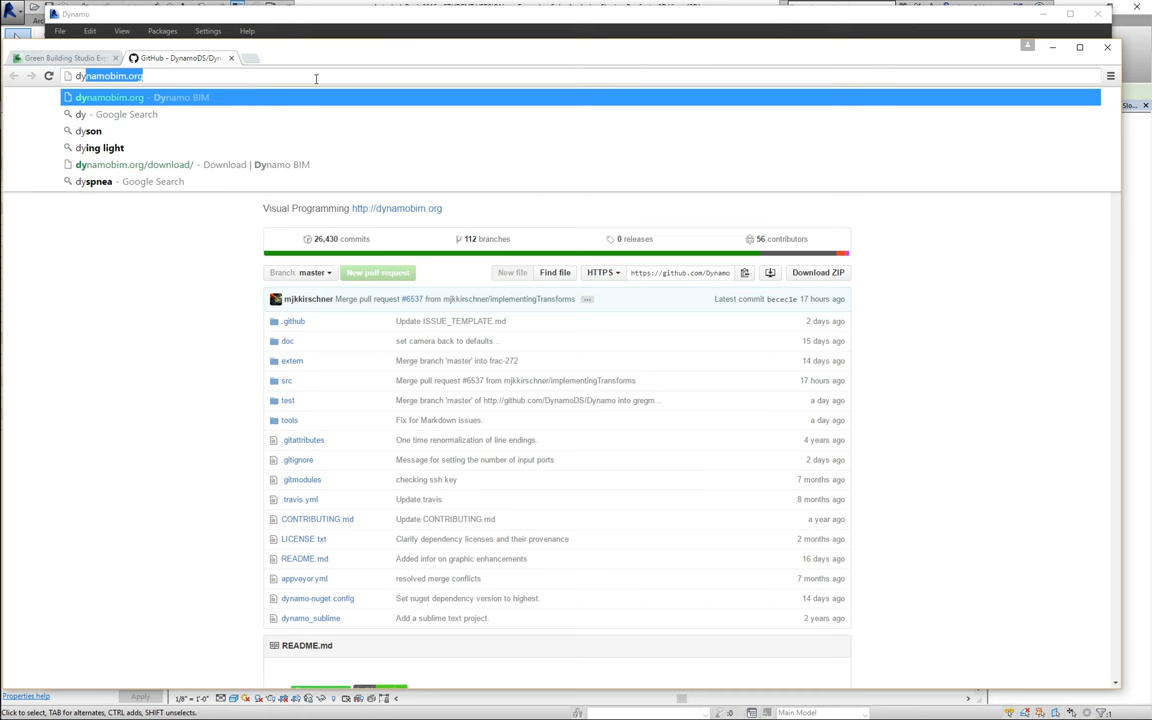 Dynamo
File Edit View Packages Settings Help
Green Building Studio Ex
GitHub - DynamoDS/Dyn
dynamobim.org
dynamobim.org - Dynamo BIM
dy - Google Search
dyson
dying light
dynamobim.org/download/ - Download | Dynamo BIM
dyspnea - Google Search
Visual Programming http://dynamobim.org
26,430 commits 112 branches 0 releases 56 contributors
Branch: master New pull request New file Find file HTTPS https://github.com/Dynamo Download ZIP
mjkkirschner Merge pull request #6537 from mjkkirschner/implementingTransforms ... Latest commit becec1e 17 hours ago
.github Update ISSUE_TEMPLATE.md 2 days ago
doc set camera back to defaults... 15 days ago
extern Merge branch 'master' into frac-272 14 days ago
src Merge pull request #6537 from mjkkirschner/implementingTransforms 17 hours ago
test Merge branch 'master' of http://github.com/DynamoDS/Dynamo into gregm... a day ago
tools Fix for Markdown issues. a day ago
.gitattributes One time renormalization of line endings. 4 years ago
.gitignore Message for setting the number of input ports 2 days ago
.gitmodules checking ssh key 7 months ago
.travis.yml Update travis 8 months ago
CONTRIBUTING.md Update CONTRIBUTING.md a year ago
LICENSE.txt Clarify dependency licenses and their provenance 2 months ago
README.md Added infor on graphic enhancements 16 days ago
appveyor.yml resolved merge conflicts 7 months ago
dynamo-nuget.config Set nuget dependency version to highest. 14 days ago
dynamo_sublime Add a sublime text project. 2 years ago
README.md
Properties help Apply 1/8" = 1'-0"
Click to select, TAB for alternates, CTRL adds, SHIFT unselects. :0 Main Model :1